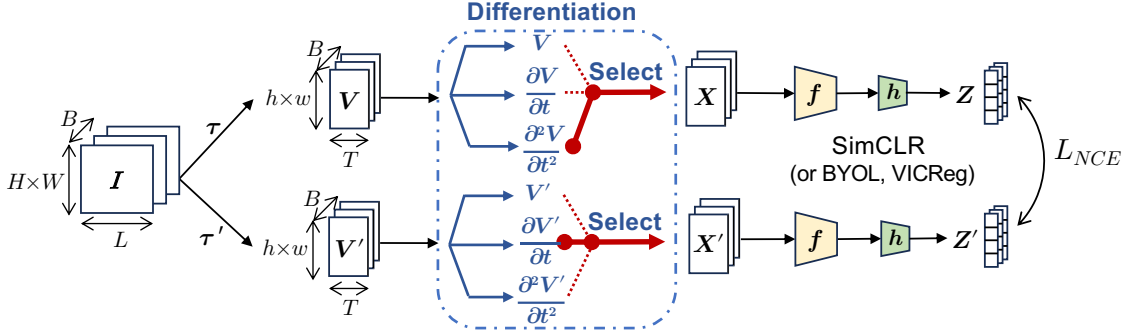 Differentiation
B
h×w
V
T
V
∂V/∂t
∂²V/∂t²
Select
X
f
h
Z
B
H×W
I
L
τ
τ'
SimCLR
(or BYOL, VICReg)
L_NCE
B
h×w
V'
T
V'
∂V'/∂t
∂²V'/∂t²
Select
X'
f
h
Z'